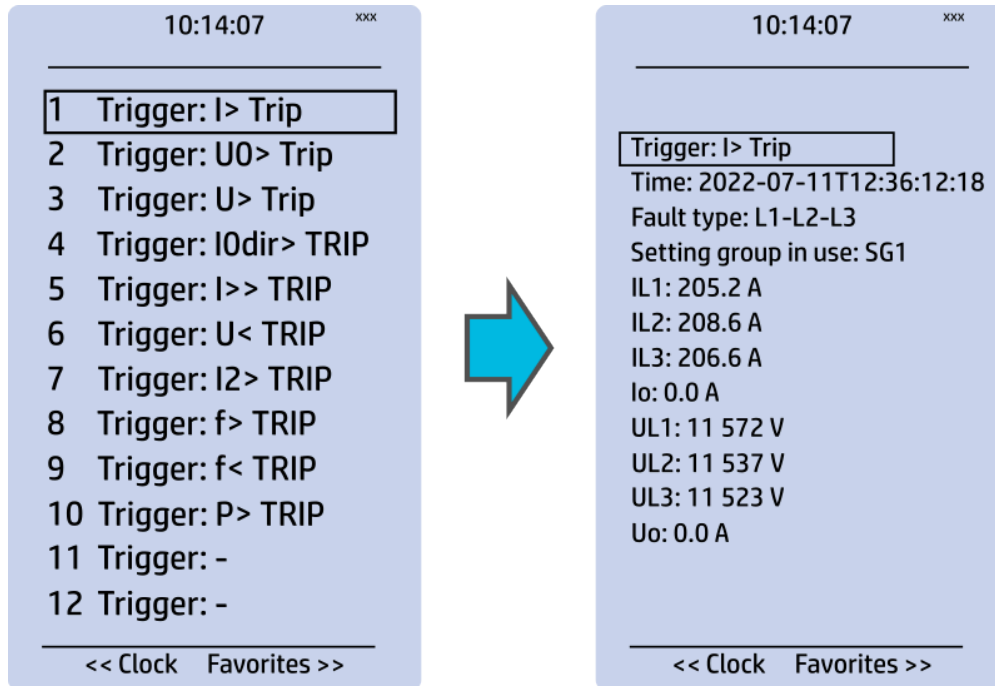 10:14:07 xxx
1 Trigger: I> Trip
2 Trigger: U0> Trip
3 Trigger: U> Trip
4 Trigger: I0dir> TRIP
5 Trigger: I>> TRIP
6 Trigger: U< TRIP
7 Trigger: I2> TRIP
8 Trigger: f> TRIP
9 Trigger: f< TRIP
10 Trigger: P> TRIP
11 Trigger: -
12 Trigger: -
<< Clock Favorites >>
10:14:07 xxx
Trigger: I> Trip
Time: 2022-07-11T12:36:12:18
Fault type: L1-L2-L3
Setting group in use: SG1
IL1: 205.2 A
IL2: 208.6 A
IL3: 206.6 A
Io: 0.0 A
UL1: 11 572 V
UL2: 11 537 V
UL3: 11 523 V
Uo: 0.0 A
<< Clock Favorites >>